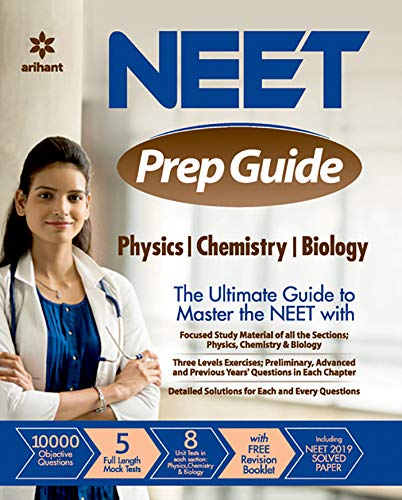 arihant
NEET
Prep Guide
Physics | Chemistry | Biology
The Ultimate Guide to
Master the NEET with
Focused Study Material of all the Sections;
Physics, Chemistry & Biology
Three Levels Exercises; Preliminary, Advanced
and Previous Years' Questions in Each Chapter
Detailed Solutions for Each and Every Questions
10000
Objective
Questions
5
Full Length
Mock Tests
8
Unit Tests in
each section:
Physics,Chemistry
& Biology
with
FREE
Revision
Booklet
Including
NEET 2019
SOLVED
PAPER